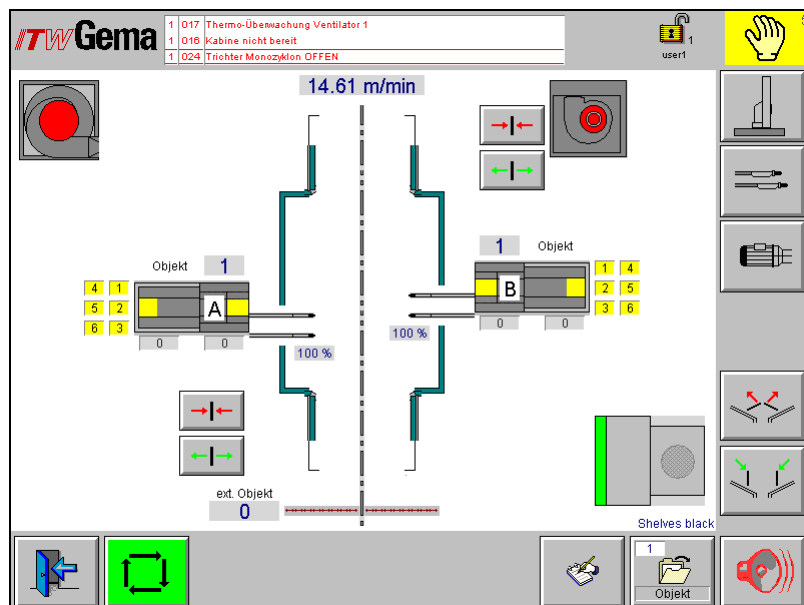 ITWGema
1 017 Thermo-Überwachung Ventilator 1
1 016 Kabine nicht bereit
1 024 Trichter Monozyklon OFFEN
1
user1
14.61 m/min
Objekt 1
1 Objekt
4 1
5 2
6 3
A
0 0
100 %
B
1 4
2 5
3 6
0 0
100 %
ext. Objekt
0
Shelves black
1
Objekt